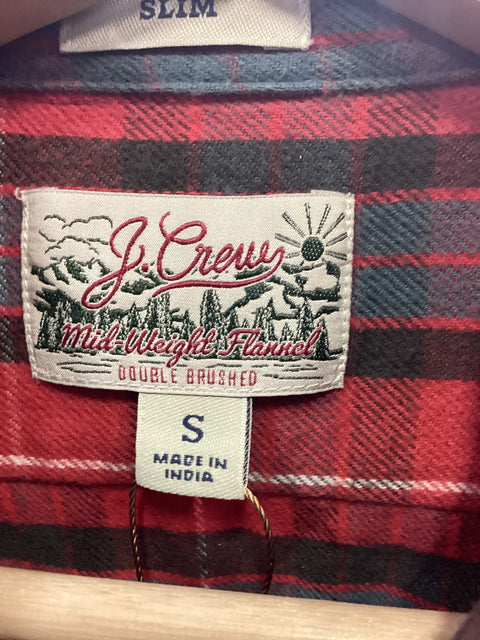 SLIM
J. Crew
Mid-Weight Flannel
DOUBLE BRUSHED
S
MADE IN
INDIA